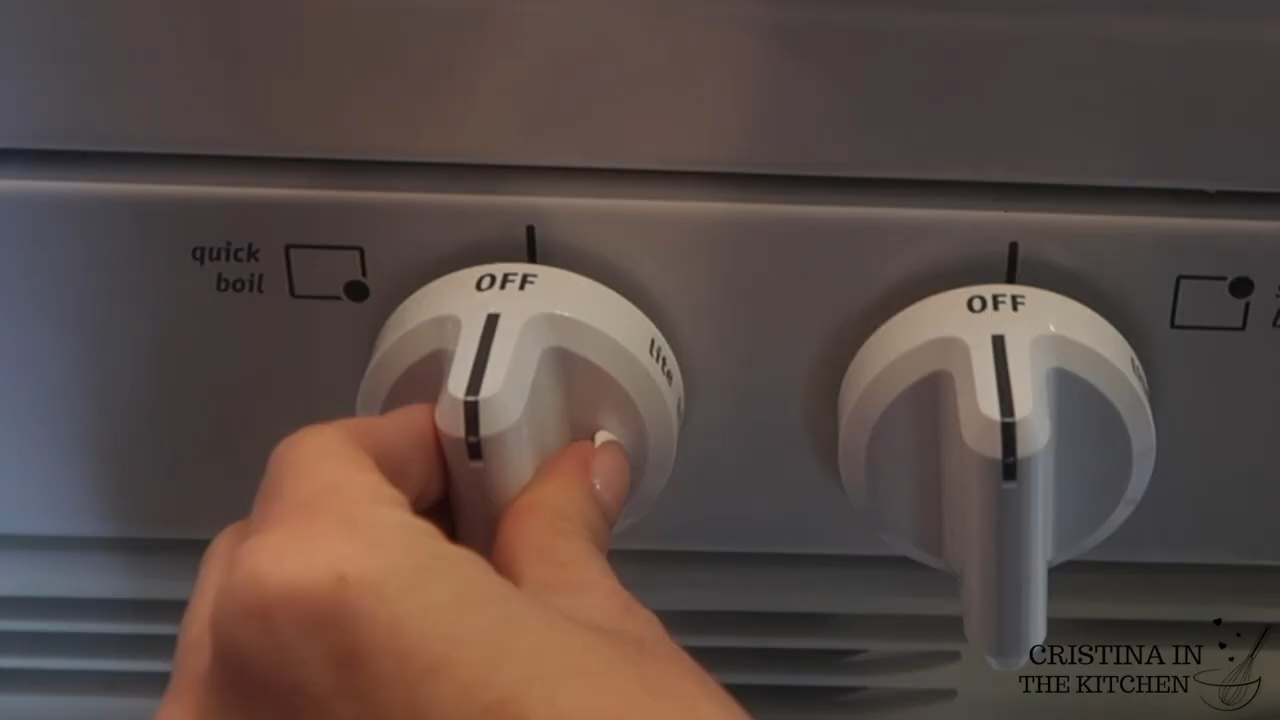 quick
boil
OFF
lite
OFF
CRISTINA IN
THE KITCHEN